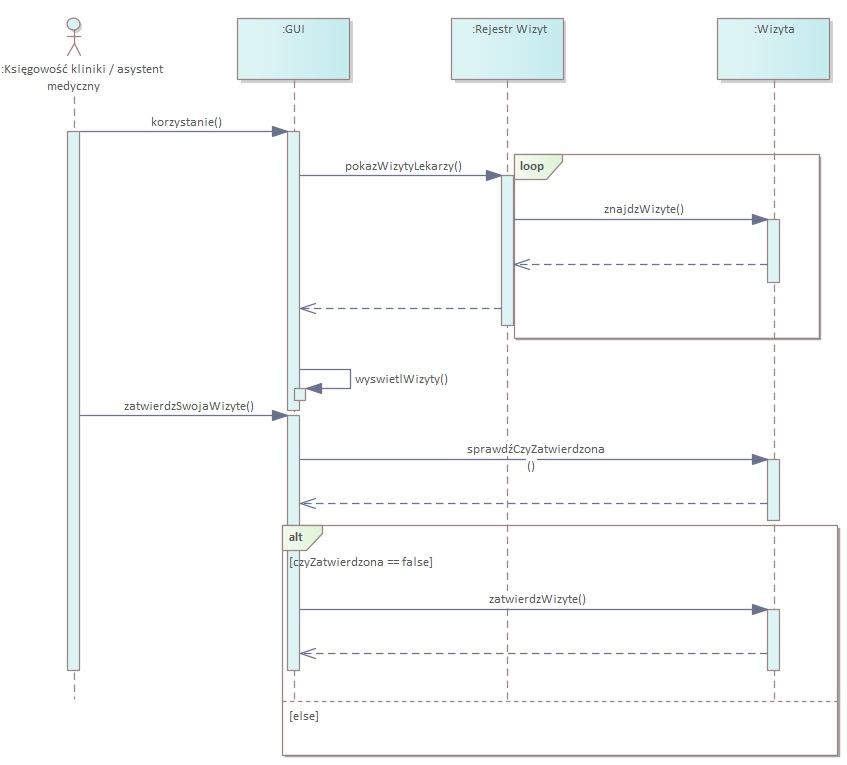 :GUI
:Rejestr Wizyt
:Wizyta
:Księgowość kliniki / asystent
medyczny
korzystanie()
pokazWizytyLekarzy()
loop
znajdzWizyte()
wyswietlWizyty()
zatwierdzSwojaWizyte()
sprawdźCzyZatwierdzona
()
alt
[czyZatwierdzona == false]
zatwierdzWizyte()
[else]